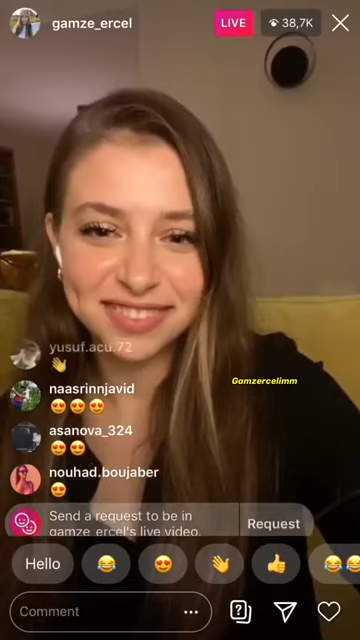 gamze_ercel
LIVE
38,7K
yusuf.acu.72
👋
Gamzercelimm
naasrinnjavid
😍😍😍
asanova_324
😍😍
nouhad.boujaber
😍
Send a request to be in
gamze_ercel's live video.
Request
Hello
😂
😍
👋
👍
😂😂
Comment